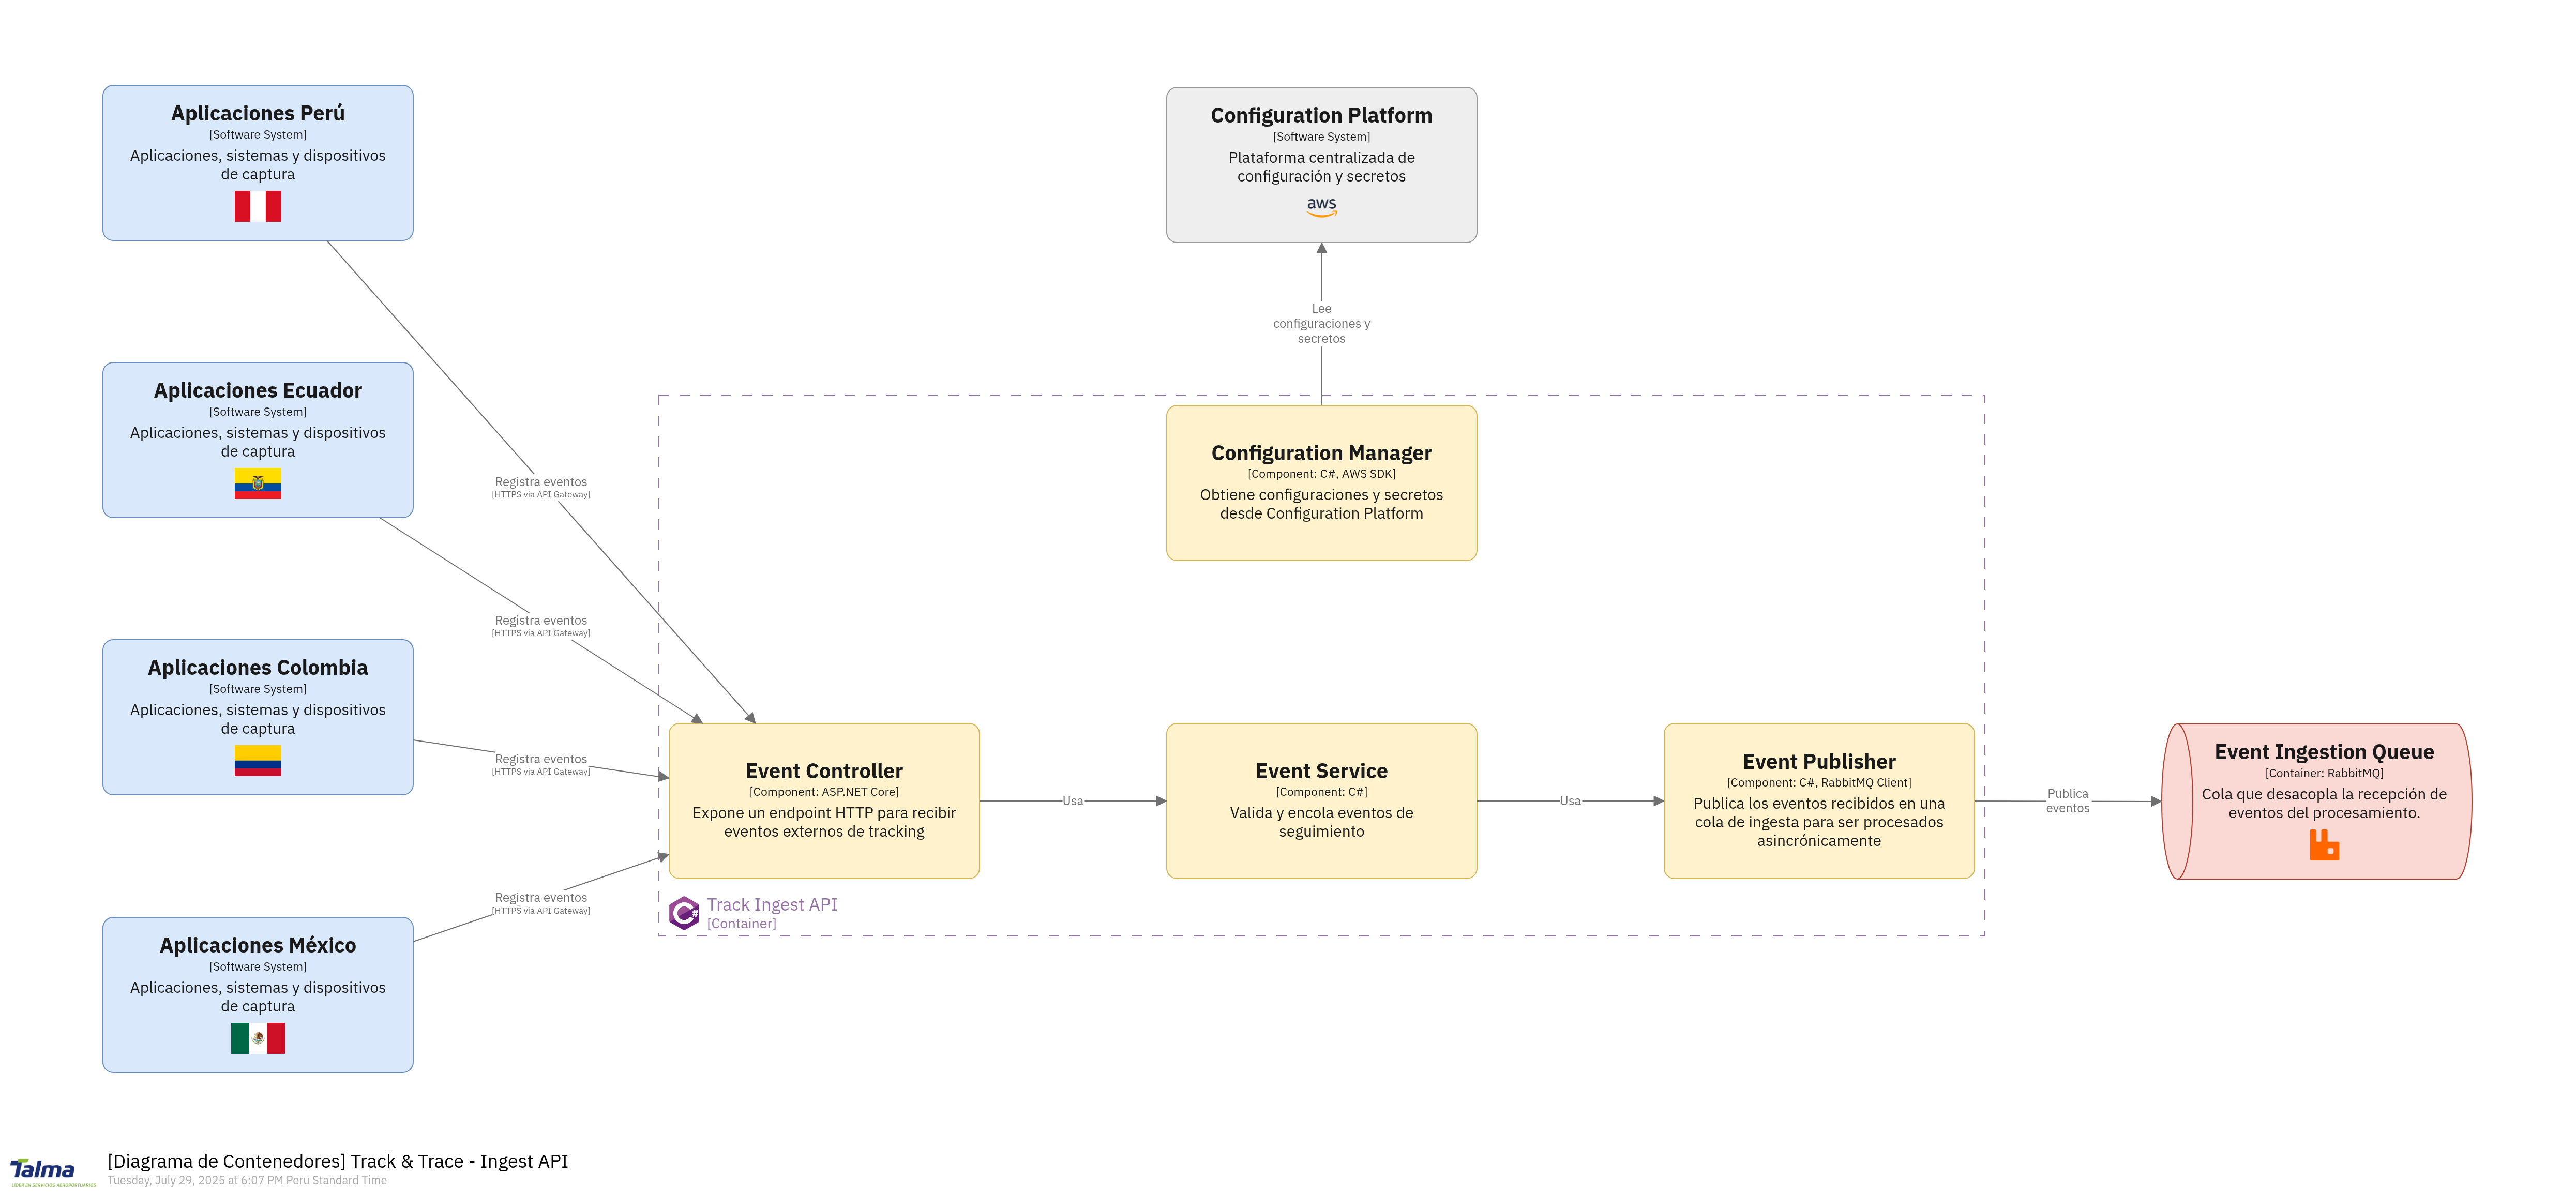 Aplicaciones Perú
[Software System]
Aplicaciones, sistemas y dispositivos
de captura
Configuration Platform
[Software System]
Plataforma centralizada de
configuración y secretos
aws
Lee
configuraciones y
secretos
Aplicaciones Ecuador
[Software System]
Aplicaciones, sistemas y dispositivos
de captura
Registra eventos
[HTTPS via API Gateway]
Configuration Manager
[Component: C#, AWS SDK]
Obtiene configuraciones y secretos
desde Configuration Platform
Registra eventos
[HTTPS via API Gateway]
Aplicaciones Colombia
[Software System]
Aplicaciones, sistemas y dispositivos
de captura
Registra eventos
[HTTPS via API Gateway]
Event Controller
[Component: ASP.NET Core]
Expone un endpoint HTTP para recibir
eventos externos de tracking
Usa
Event Service
[Component: C#]
Valida y encola eventos de
seguimiento
Usa
Event Publisher
[Component: C#, RabbitMQ Client]
Publica los eventos recibidos en una
cola de ingesta para ser procesados
asincrónicamente
Publica
eventos
Event Ingestion Queue
[Container: RabbitMQ]
Cola que desacopla la recepción de
eventos del procesamiento.
Registra eventos
[HTTPS via API Gateway]
C#
Track Ingest API
[Container]
Aplicaciones México
[Software System]
Aplicaciones, sistemas y dispositivos
de captura
Talma
LIDER EN SERVICIOS AEROPORTUARIOS
[Diagrama de Contenedores] Track & Trace - Ingest API
Tuesday, July 29, 2025 at 6:07 PM Peru Standard Time